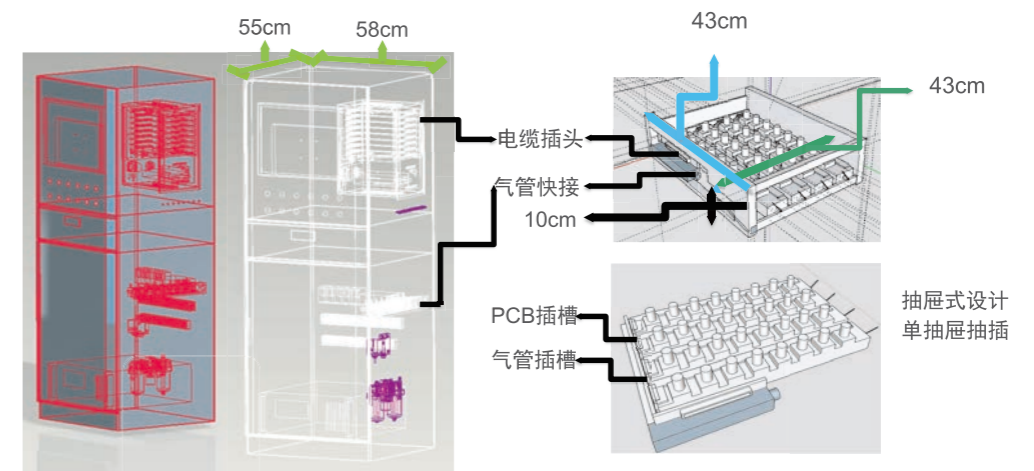 55cm
58cm
43cm
43cm
电缆插头
气管快接
10cm
PCB插槽
气管插槽
抽屉式设计
单抽屉抽插